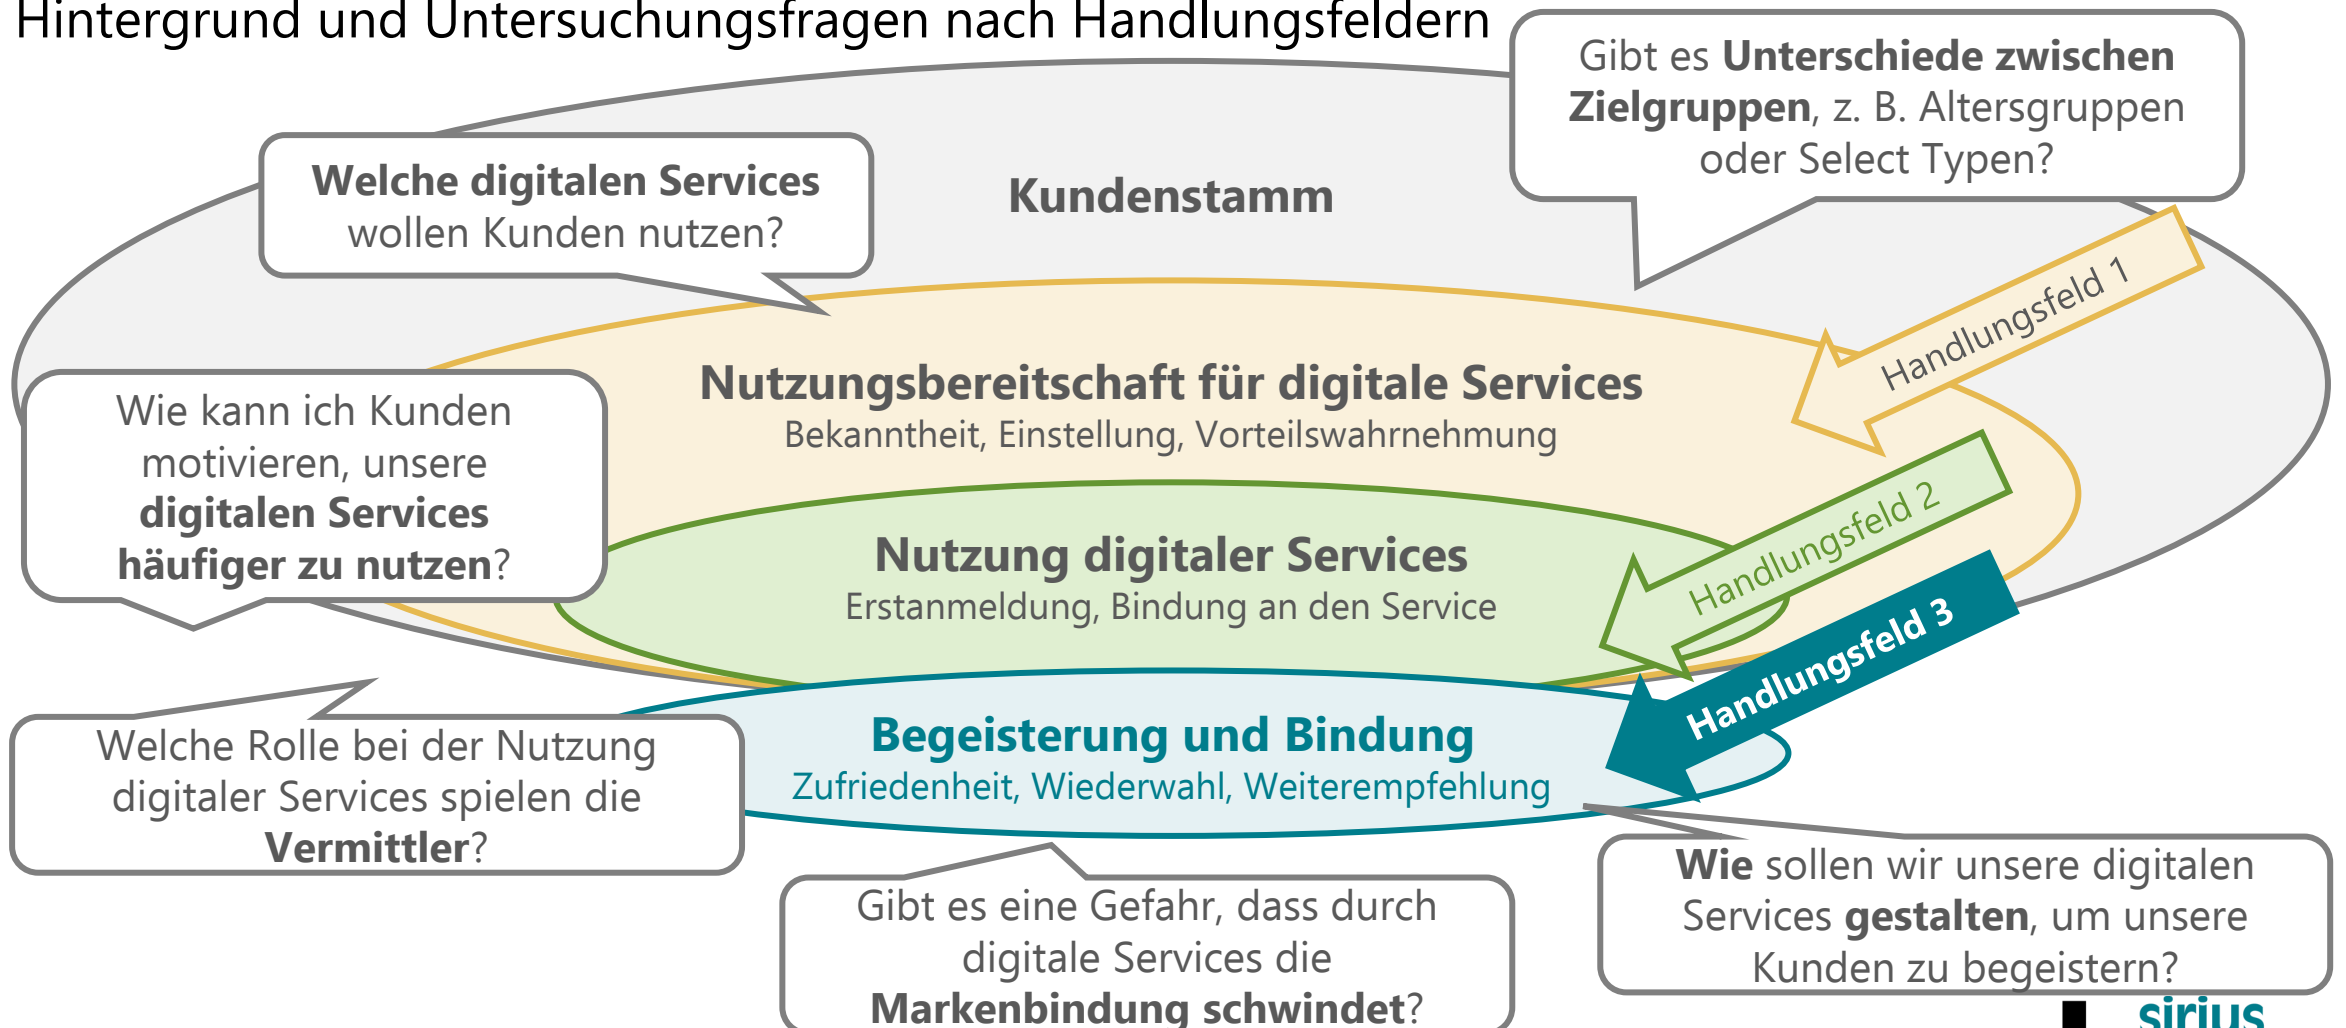 Hintergrund und Untersuchungsfragen nach Handlungsfeldern
Gibt es Unterschiede zwischen
Zielgruppen, z. B. Altersgruppen
oder Select Typen?
Welche digitalen Services
wollen Kunden nutzen?
Kundenstamm
Handlungsfeld 1
Nutzungsbereitschaft für digitale Services
Bekanntheit, Einstellung, Vorteilswahrnehmung
Wie kann ich Kunden
motivieren, unsere
digitalen Services
häufiger zu nutzen?
Handlungsfeld 2
Nutzung digitaler Services
Erstanmeldung, Bindung an den Service
Handlungsfeld 3
Begeisterung und Bindung
Zufriedenheit, Wiederwahl, Weiterempfehlung
Welche Rolle bei der Nutzung
digitaler Services spielen die
Vermittler?
Gibt es eine Gefahr, dass durch
digitale Services die
Markenbindung schwindet?
Wie sollen wir unsere digitalen
Services gestalten, um unsere
Kunden zu begeistern?
sirius